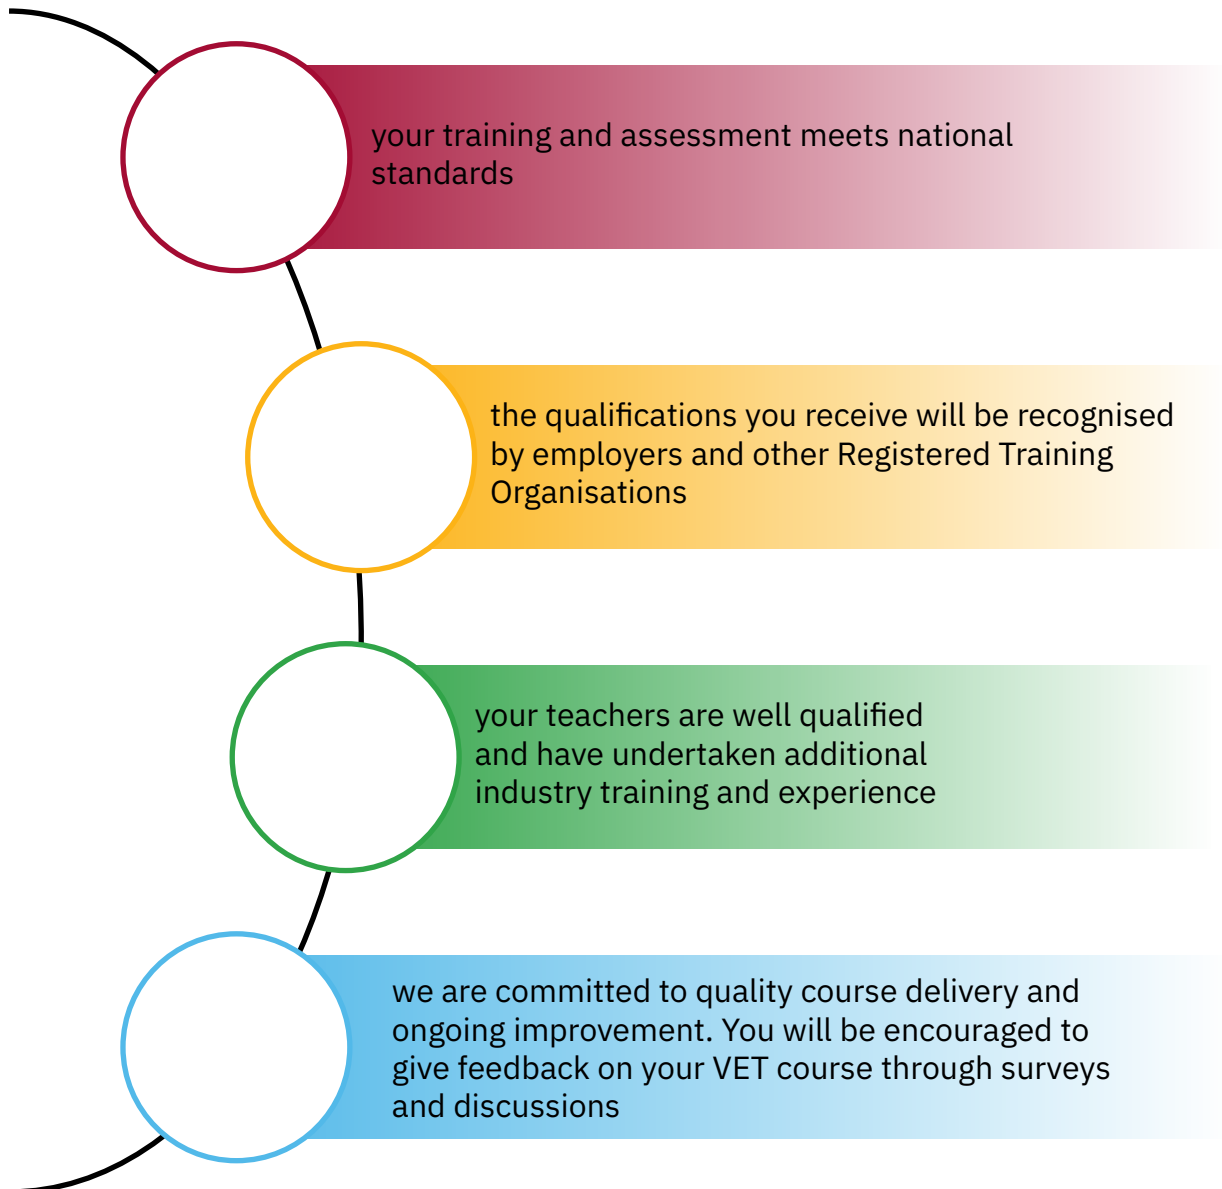 your training and assessment meets national
standards
the qualifications you receive will be recognised
by employers and other Registered Training
Organisations
your teachers are well qualified
and have undertaken additional
industry training and experience
we are committed to quality course delivery and
ongoing improvement. You will be encouraged to
give feedback on your VET course through surveys
and discussions